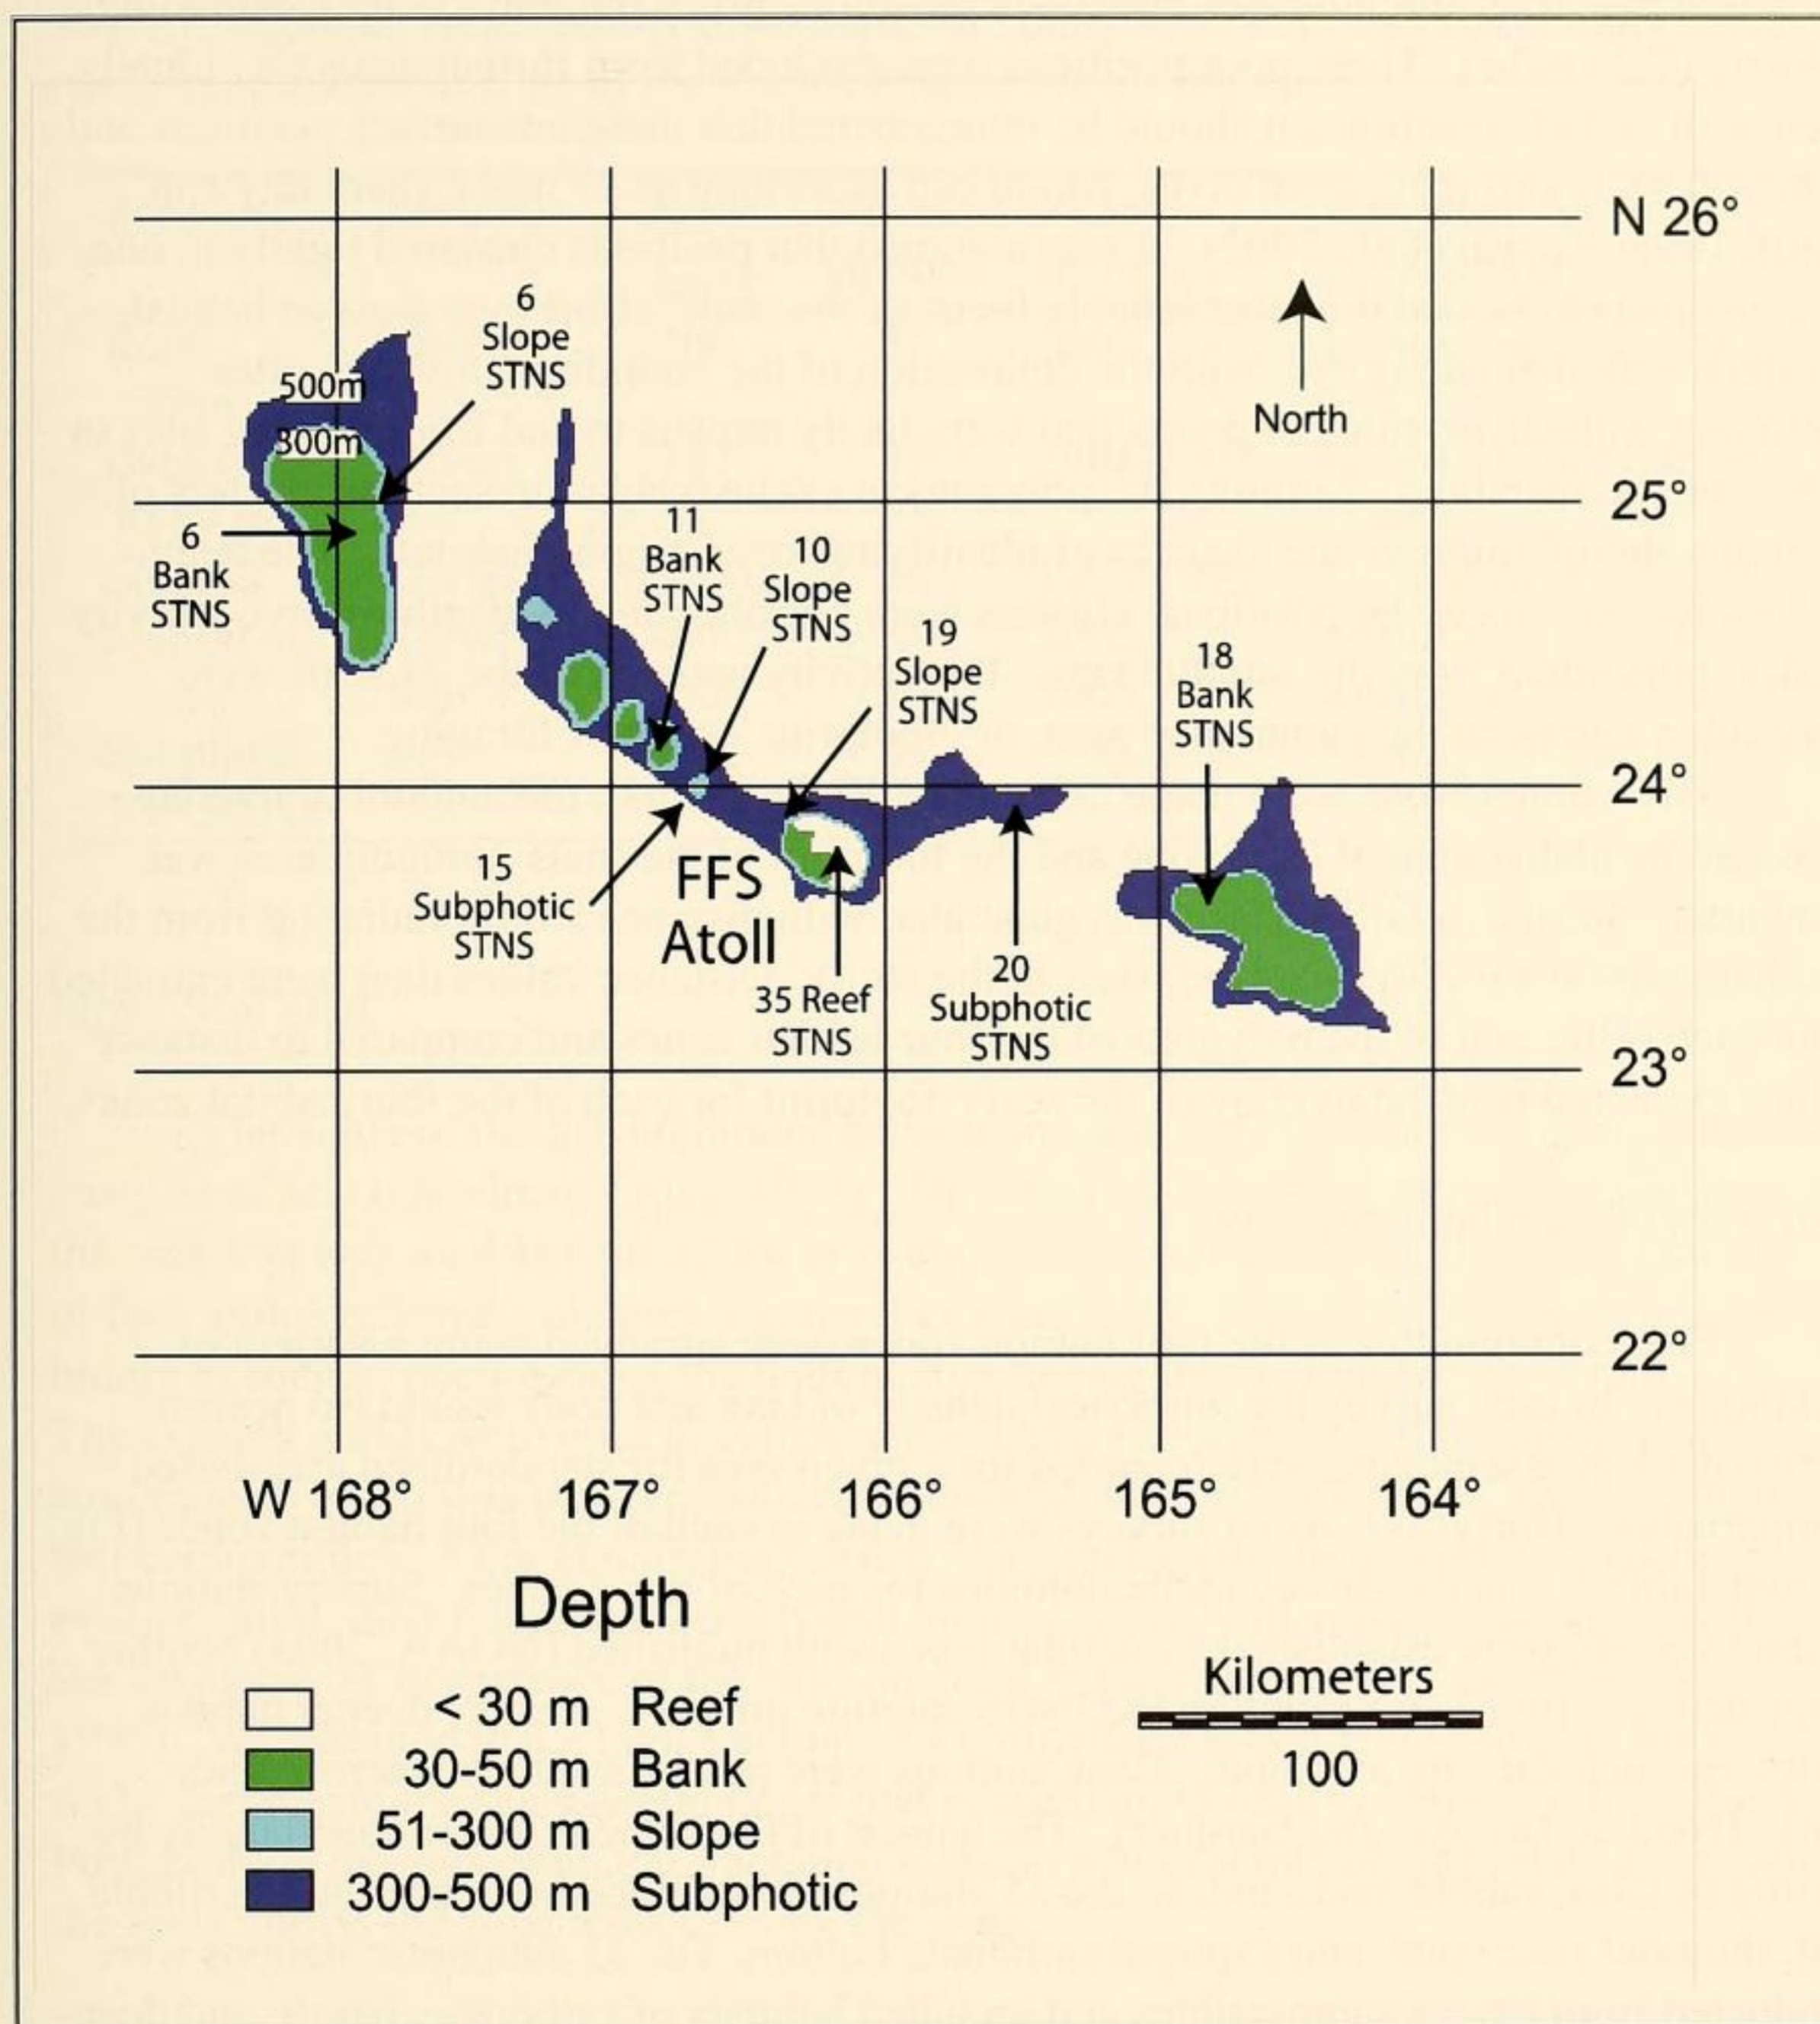 N 26°
6
Slope
STNS
500m
300m
North
25°
6
Bank
STNS
11
Bank
STNS
10
Slope
STNS
19
Slope
STNS
18
Bank
STNS
24°
15
Subphotic
STNS
FFS
Atoll
35 Reef
STNS
20
Subphotic
STNS
23°
22°
W 168° 167° 166° 165° 164°
Depth
< 30 m Reef
30-50 m Bank
51-300 m Slope
300-500 m Subphotic
Kilometers
100